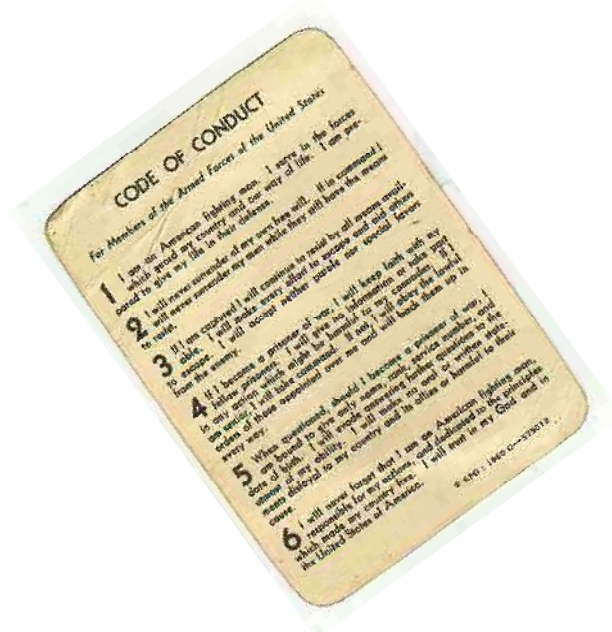 CODE OF CONDUCT
For Members of the Armed Forces of the United States
1 I am an American fighting man. I serve in the forces
which guard my country and our way of life. I am pre-
pared to give my life in their defense.
2 I will never surrender of my own free will. If in command I
will never surrender my men while they still have the means
to resist.
3 If I am captured I will continue to resist by all means avail-
able. I will make every effort to escape and aid others
to escape. I will accept neither parole nor special favors
from the enemy.
4 If I become a prisoner of war, I will keep faith with my
fellow prisoners. I will give no information or take part
in any action which might be harmful to my comrades. If I
am senior, I will take command. If not I will obey the lawful
orders of those appointed over me and will back them up in
every way.
5 When questioned, should I become a prisoner of war, I
am bound to give only name, rank, service number, and
date of birth. I will evade answering further questions to the
utmost of my ability. I will make no oral or written state-
ments disloyal to my country and its allies or harmful to their
cause.
6 I will never forget that I am an American fighting man,
responsible for my actions, and dedicated to the principles
which made my country free. I will trust in my God and in
the United States of America.